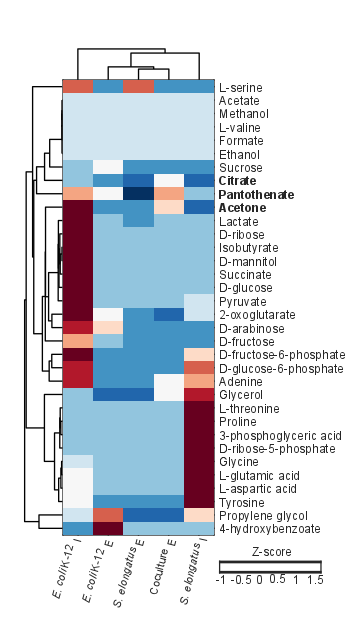 L-serine
Acetate
Methanol
L-valine
Formate
Ethanol
Sucrose
Citrate
Pantothenate
Acetone
Lactate
D-ribose
Isobutyrate
D-mannitol
Succinate
D-glucose
Pyruvate
2-oxoglutarate
D-arabinose
D-fructose
D-fructose-6-phosphate
D-glucose-6-phosphate
Adenine
Glycerol
L-threonine
Proline
3-phosphoglyceric acid
D-ribose-5-phosphate
Glycine
L-glutamic acid
L-aspartic acid
Tyrosine
Propylene glycol
4-hydroxybenzoate
E. coli K-12 I
E. coli K-12 E
S. elongatus E
Coculture E
S. elongatus I
Z-score
-1 -0.5 0 0.5 1 1.5